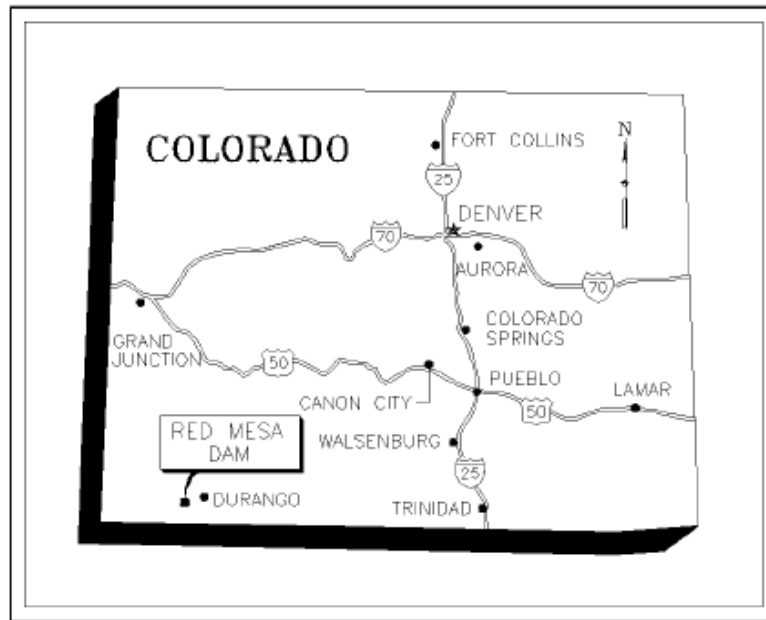 COLORADO
N
FORT COLLINS
25
DENVER
70
AURORA
70
COLORADO
SPRINGS
GRAND
JUNCTION
50
PUEBLO
LAMAR
CANON CITY
50
RED MESA
DAM
WALSENBURG
25
DURANGO
TRINIDAD